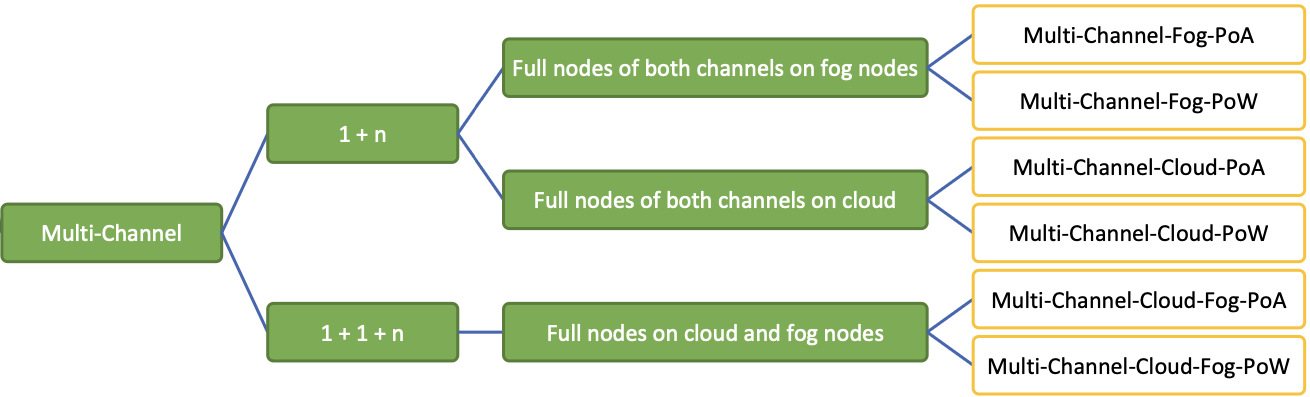 Multi-Channel
1 + n
1 + 1 + n
Full nodes of both channels on fog nodes
Full nodes of both channels on cloud
Full nodes on cloud and fog nodes
Multi-Channel-Fog-PoA
Multi-Channel-Fog-PoW
Multi-Channel-Cloud-PoA
Multi-Channel-Cloud-PoW
Multi-Channel-Cloud-Fog-PoA
Multi-Channel-Cloud-Fog-PoW